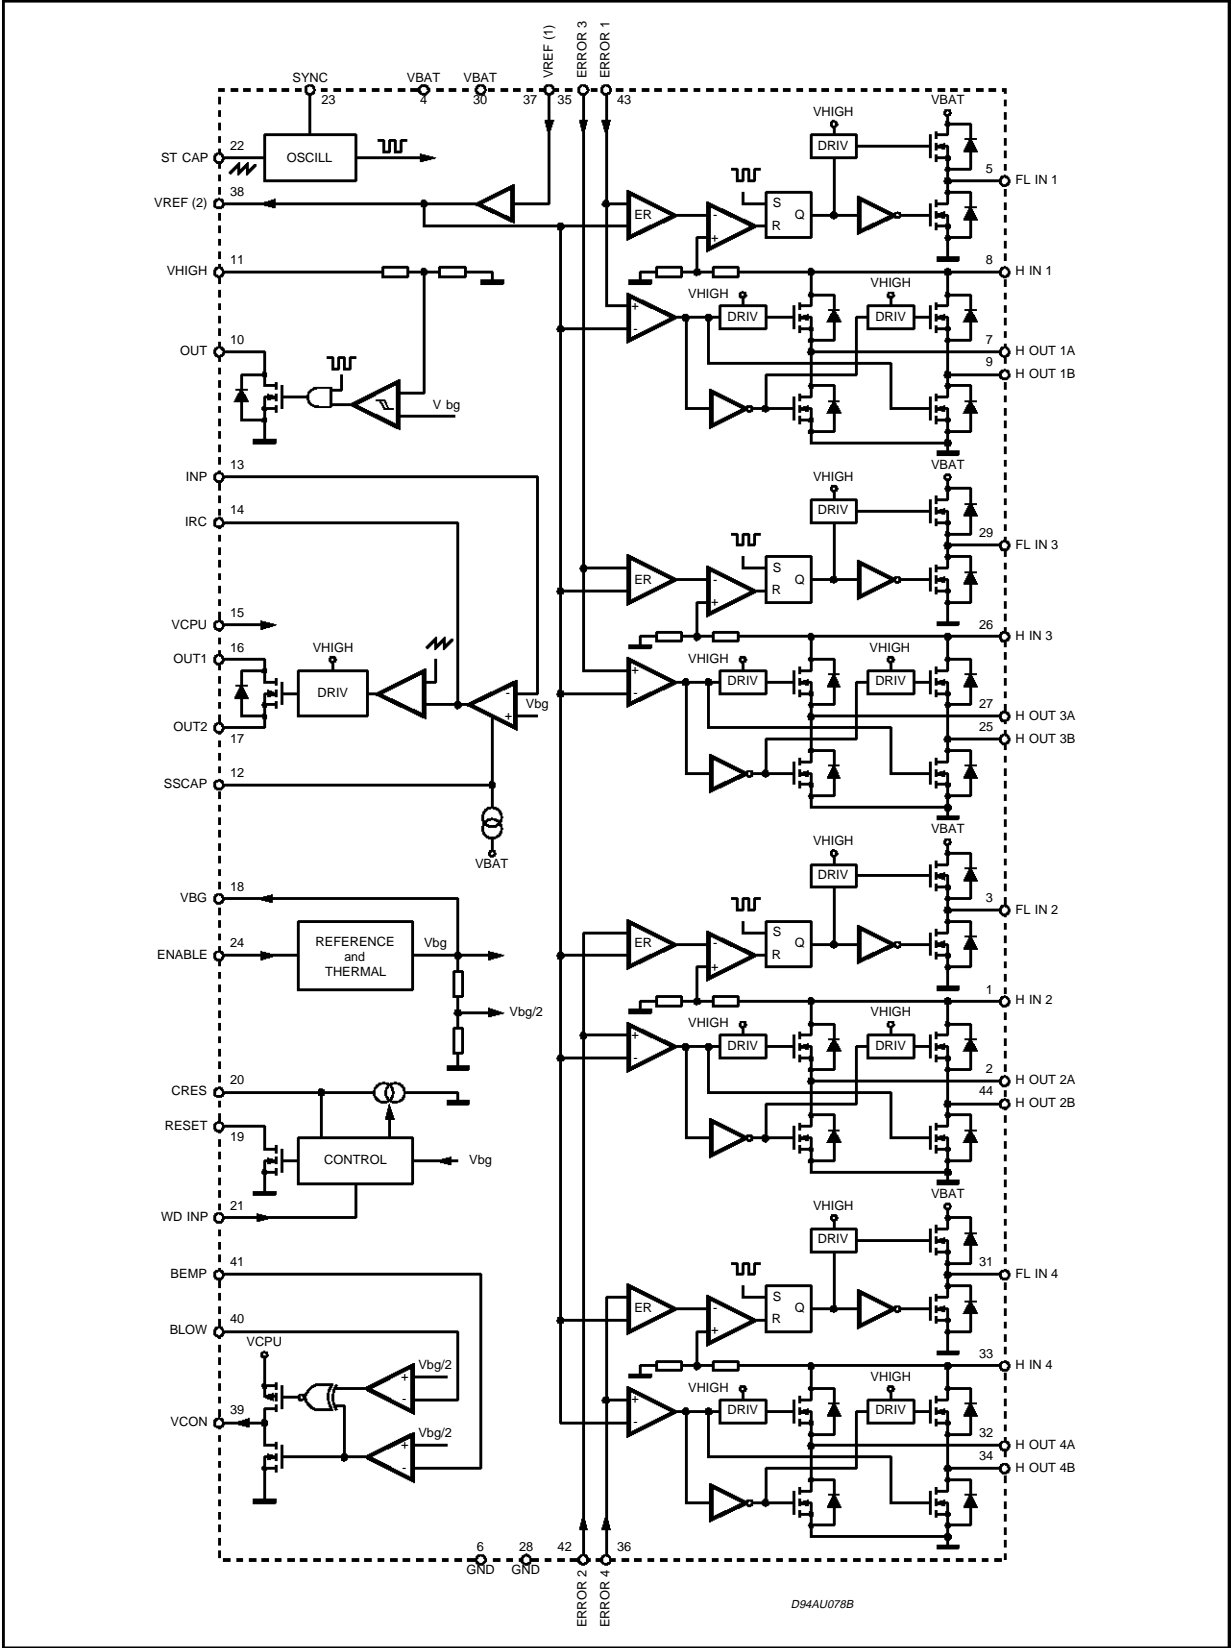 VREF (1)
ERROR 3
ERROR 1
SYNC
VBAT
VBAT
23
4
30
37
35
43
ST CAP
22
OSCILL
VREF (2)
38
VHIGH
11
OUT
10
V bg
INP
13
IRC
14
VCPU
15
OUT1
16
VHIGH
DRIV
-
+
Vbg
OUT2
17
SSCAP
12
VBAT
VBG
18
ENABLE
24
REFERENCE
and
THERMAL
Vbg
Vbg/2
CRES
20
RESET
19
CONTROL
Vbg
WD INP
21
BEMP
41
BLOW
40
VCPU
Vbg/2
+
-
VCON
39
Vbg/2
+
-
VBAT
VHIGH
DRIV
5
FL IN 1
ER
-
+
S
R
Q
8
H IN 1
VHIGH
VHIGH
+
-
DRIV
DRIV
7
H OUT 1A
9
H OUT 1B
VBAT
VHIGH
DRIV
29
FL IN 3
ER
-
+
S
R
Q
26
H IN 3
VHIGH
VHIGH
+
-
DRIV
DRIV
27
H OUT 3A
25
H OUT 3B
VBAT
VHIGH
DRIV
3
FL IN 2
ER
-
+
S
R
Q
1
H IN 2
VHIGH
VHIGH
+
-
DRIV
DRIV
2
H OUT 2A
44
H OUT 2B
VBAT
VHIGH
DRIV
31
FL IN 4
ER
-
+
S
R
Q
33
H IN 4
VHIGH
VHIGH
+
-
DRIV
DRIV
32
H OUT 4A
34
H OUT 4B
6
GND
28
GND
42
36
ERROR 2
ERROR 4
D94AU078B